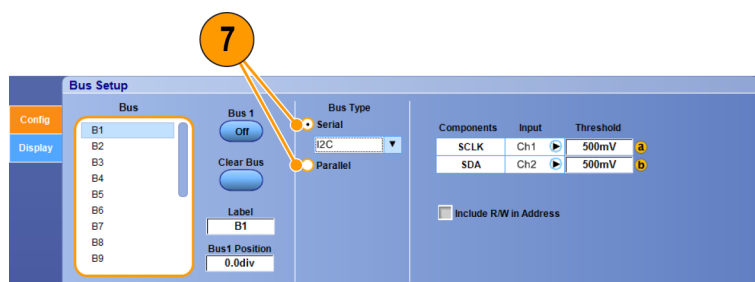 7
Bus Setup
Config
Display
Bus
B1
B2
B3
B4
B5
B6
B7
B8
B9
Bus 1
Off
Clear Bus
Label
B1
Bus1 Position
0.0div
Bus Type
Serial
I2C
Parallel
Components Input Threshold
SCLK Ch1 500mV a
SDA Ch2 500mV b
Include R/W in Address